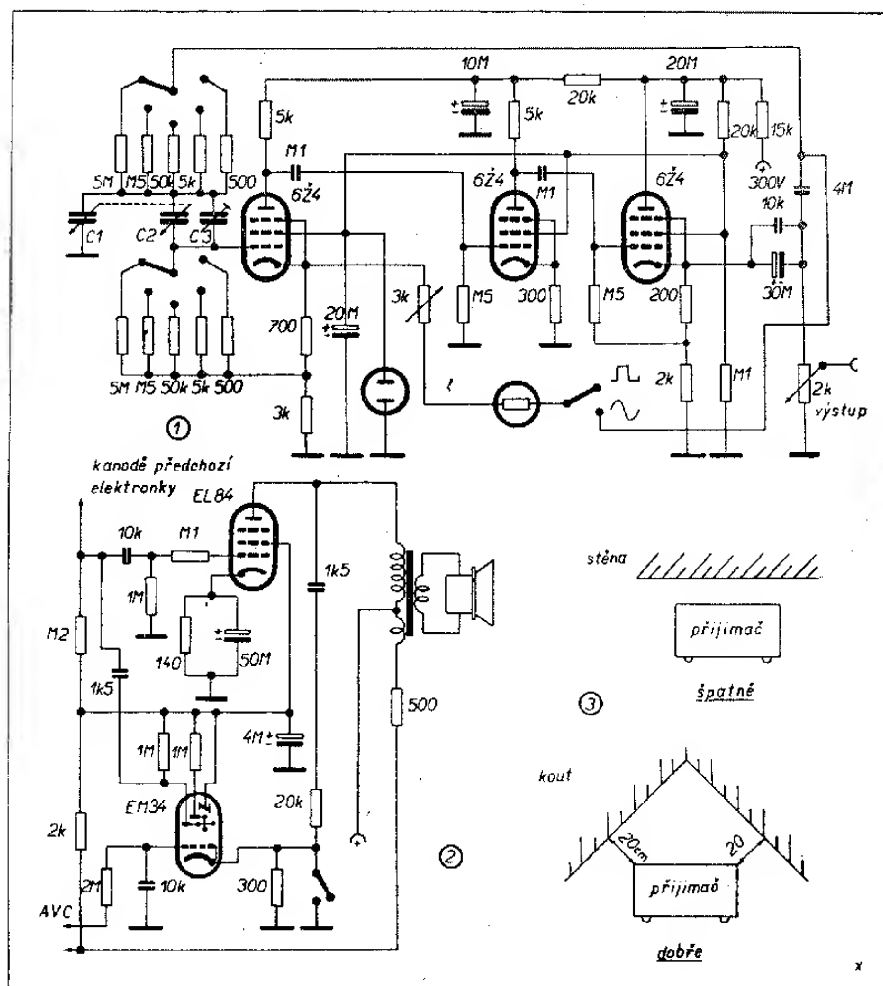 10M
20M
5k
5k
20k
20k
15k
M1
M1
6Ž4
6Ž4
6Ž4
300V
4M
10k
5M M5 50k 5k 500
C1
C2
C3
3k
M5
300
M5
200
30M
700
20M
5M M5 50k 5k 500
3k
2k
M1
2k
výstup
1
k anodě předchozí
elektronky
EL84
10k
M1
1k5
1M
M2
140
50M
1k5
500
1M
1M
4M
EM34
20k
2k
2M
10k
300
AVC
2
stěna
přijimač
špatně
3
kout
20cm
20
přijimač
dobře
x